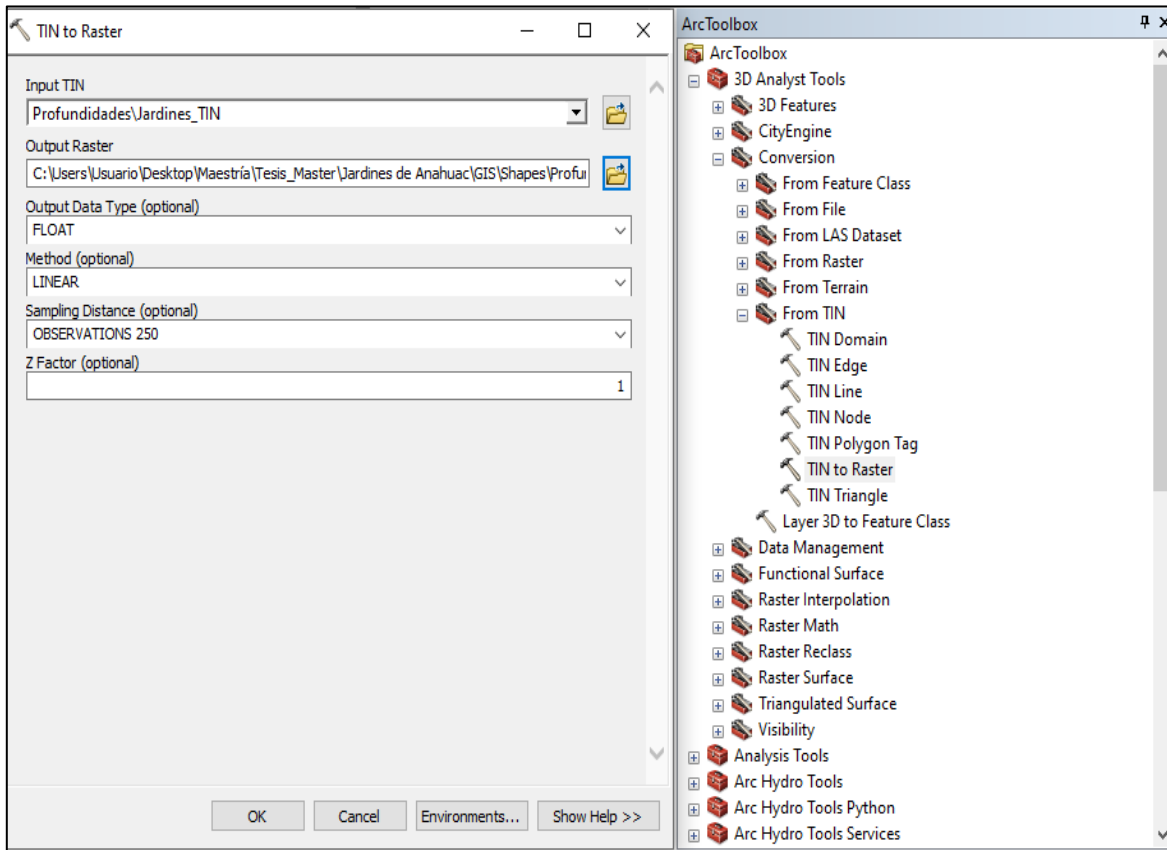 TIN to Raster
Input TIN
Profundidades\Jardines_TIN
Output Raster
C:\Users\Usuario\Desktop\Maestría\Tesis_Master\Jardines de Anahuac\GIS\Shapes\Profu
Output Data Type (optional)
FLOAT
Method (optional)
LINEAR
Sampling Distance (optional)
OBSERVATIONS 250
Z Factor (optional)
1
OK
Cancel
Environments...
Show Help >>
ArcToolbox
ArcToolbox
3D Analyst Tools
3D Features
CityEngine
Conversion
From Feature Class
From File
From LAS Dataset
From Raster
From Terrain
From TIN
TIN Domain
TIN Edge
TIN Line
TIN Node
TIN Polygon Tag
TIN to Raster
TIN Triangle
Layer 3D to Feature Class
Data Management
Functional Surface
Raster Interpolation
Raster Math
Raster Reclass
Raster Surface
Triangulated Surface
Visibility
Analysis Tools
Arc Hydro Tools
Arc Hydro Tools Python
Arc Hydro Tools Services